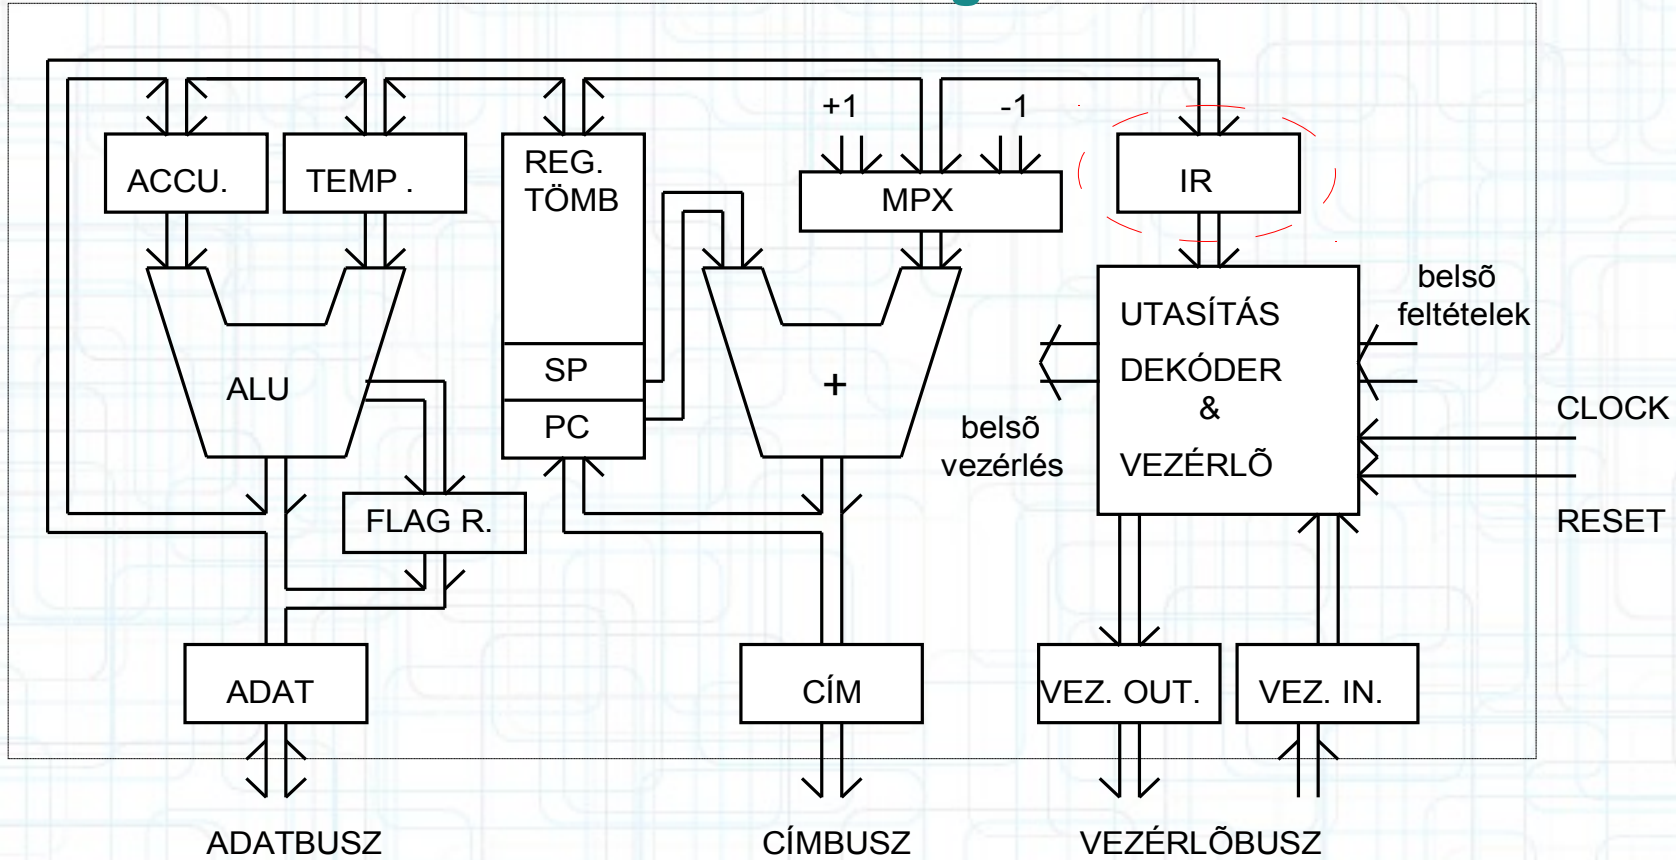 +1
-1
ACCU.
TEMP .
REG.
TÖMB
MPX
IR
belsõ
feltételek
UTASÍTÁS
DEKÓDER
&
VEZÉRLÕ
SP
PC
ALU
+
belsõ
vezérlés
CLOCK
RESET
FLAG R.
ADAT
CÍM
VEZ. OUT.
VEZ. IN.
ADATBUSZ
CÍMBUSZ
VEZÉRLÕBUSZ